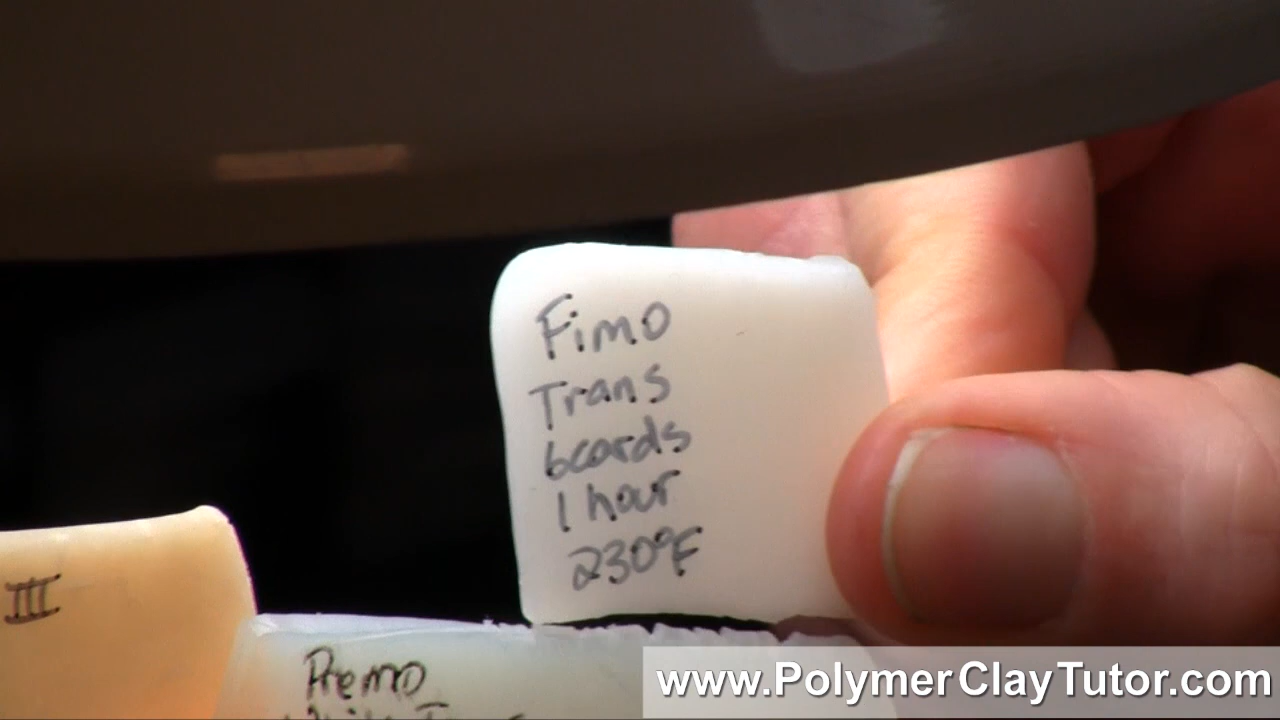 Fimo
Trans
6cards
1 hour
230°F
III
Premo
www.PolymerClayTutor.com